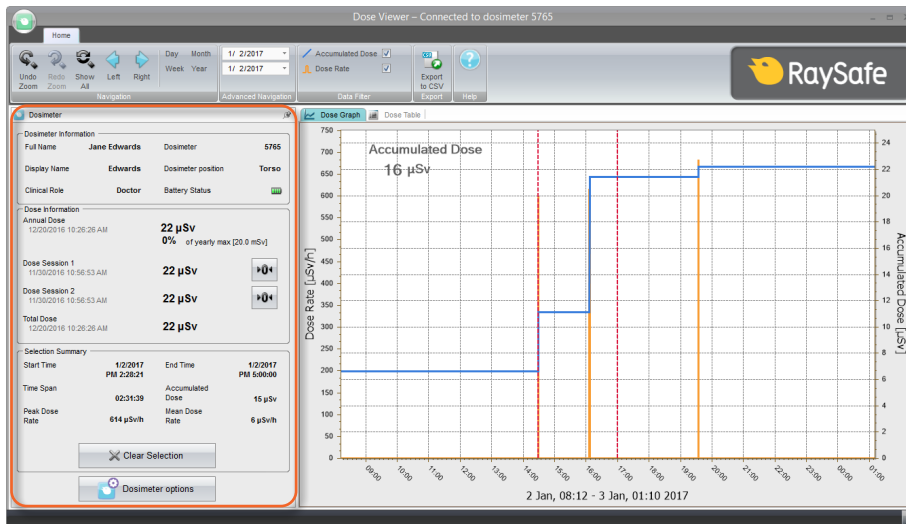 Dose Viewer – Connected to dosimeter 5765
Home
Undo Zoom
Redo Zoom
Show All
Left
Right
Navigation
Day Month
Week Year
1/ 2/2017
1/ 2/2017
Advanced Navigation
Accumulated Dose
Dose Rate
Data Filter
CSV
Export to CSV
Export
?
Help
RaySafe
Dosimeter
Dosimeter Information
Full Name Jane Edwards Dosimeter 5765
Display Name Edwards Dosimeter position Torso
Clinical Role Doctor Battery Status
Dose Information
Annual Dose
12/20/2016 10:26:26 AM
22 µSv
0% of yearly max [20.0 mSv]
Dose Session 1
11/30/2016 10:56:53 AM
22 µSv
0
Dose Session 2
11/30/2016 10:56:53 AM
22 µSv
0
Total Dose
12/20/2016 10:26:26 AM
22 µSv
Selection Summary
Start Time 1/2/2017 PM 2:28:21
End Time 1/2/2017 PM 5:00:00
Time Span 02:31:39
Accumulated Dose 15 µSv
Peak Dose Rate 614 µSv/h
Mean Dose Rate 6 µSv/h
Clear Selection
Dosimeter options
Dose Graph
Dose Table
Accumulated Dose
16 µSv
Dose Rate [µSv/h]
750
700
650
600
550
500
450
400
350
300
250
200
150
100
50
0
Accumulated Dose [µSv]
24
22
20
18
16
14
12
10
8
6
4
2
0
09:00 10:00 11:00 12:00 13:00 14:00 15:00 16:00 17:00 18:00 19:00 20:00 21:00 22:00 23:00 00:00 01:00
2 Jan, 08:12 - 3 Jan, 01:10 2017